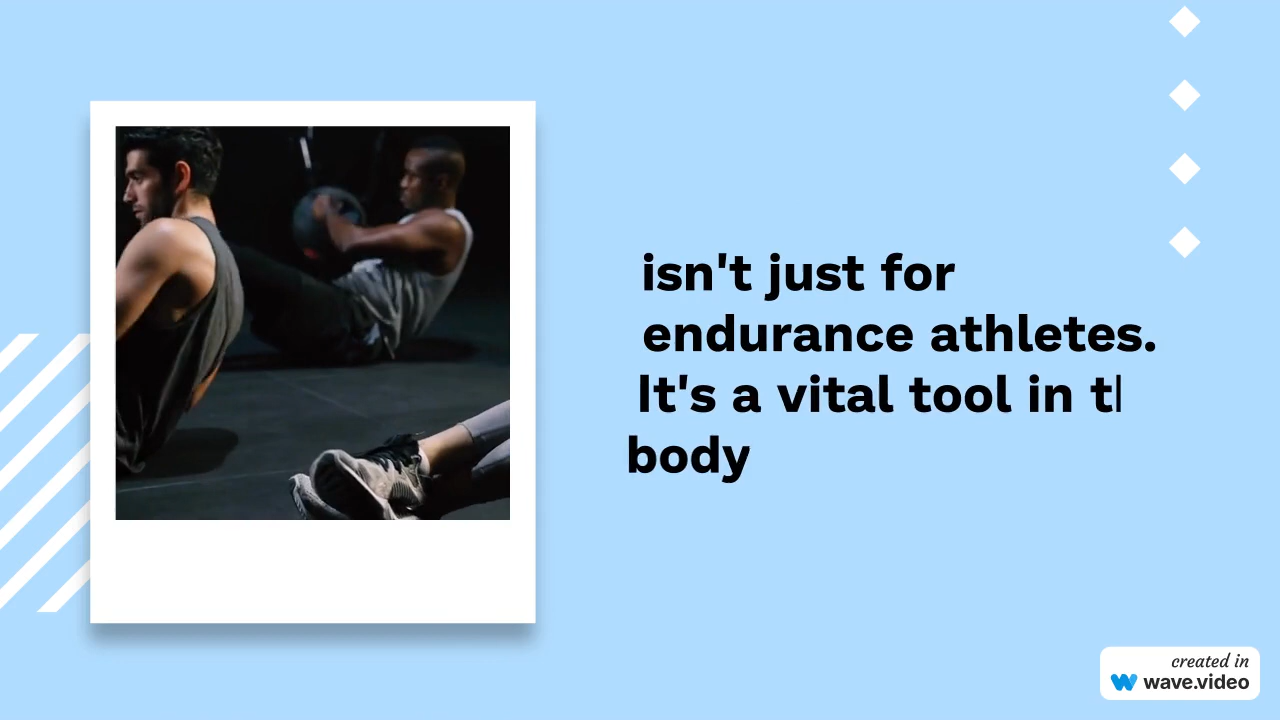 isn't just for
endurance athletes.
It's a vital tool in
body
created in
wave.video